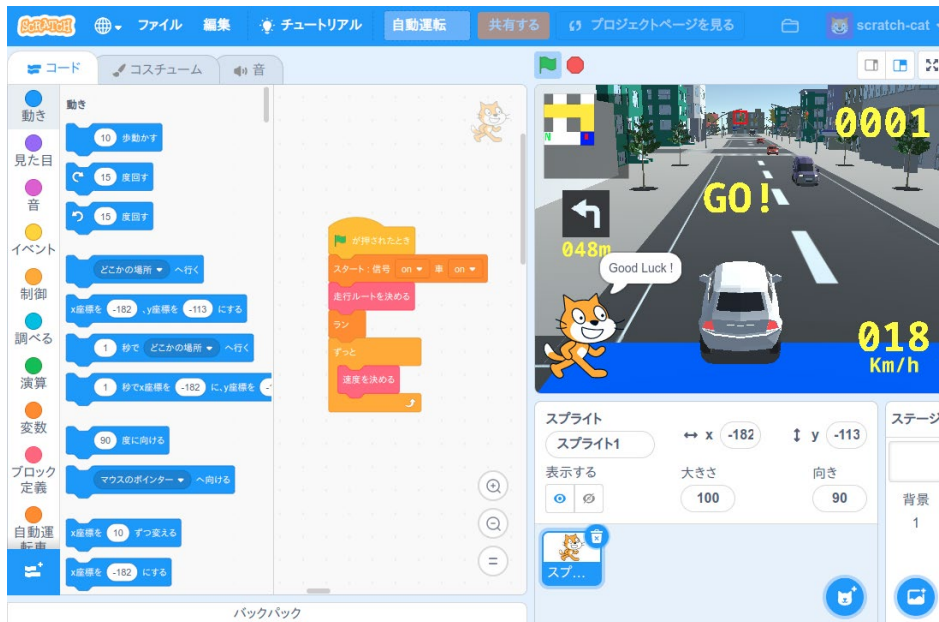 SCRATCH
ファイル
編集
チュートリアル
自動運転
共有する
プロジェクトページを見る
scratch-cat
コード
コスチューム
音
動き
見た目
音
イベント
制御
調べる
演算
変数
ブロック
定義
自動運
転車
動き
10 歩動かす
15 度回す
15 度回す
どこかの場所 へ行く
x座標を -182 、y座標を -113 にする
1 秒で どこかの場所 へ行く
1 秒でx座標を -182 に、y座標を
90 度に向ける
マウスのポインター へ向ける
x座標を 10 ずつ変える
x座標を -182 にする
が押されたとき
スタート：信号 on 車 on
走行ルートを決める
ラン
ずっと
速度を決める
バックパック
N
0001
GO!
048m
Good Luck !
018
Km/h
スプライト
スプライト1
x -182
y -113
表示する
大きさ
100
向き
90
スプ...
ステージ
背景
1